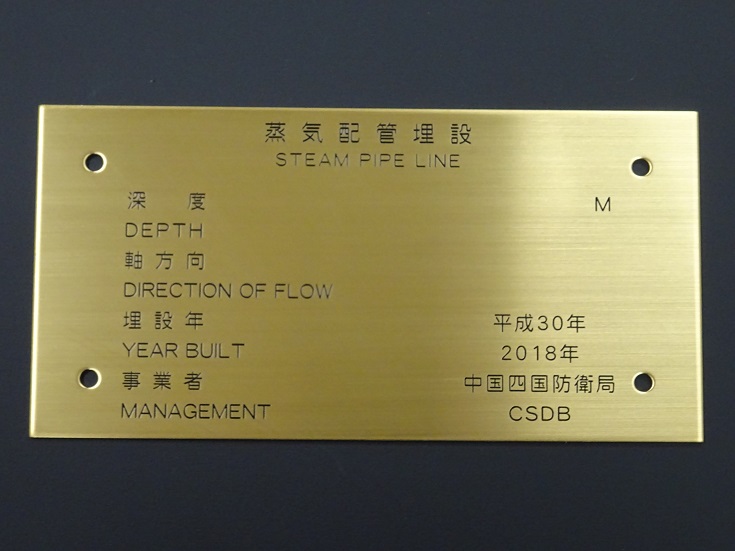 蒸気配管埋設
STEAM PIPE LINE
深度 M
DEPTH
軸方向
DIRECTION OF FLOW
埋設年 平成30年
YEAR BUILT 2018年
事業者 中国四国防衛局
MANAGEMENT CSDB